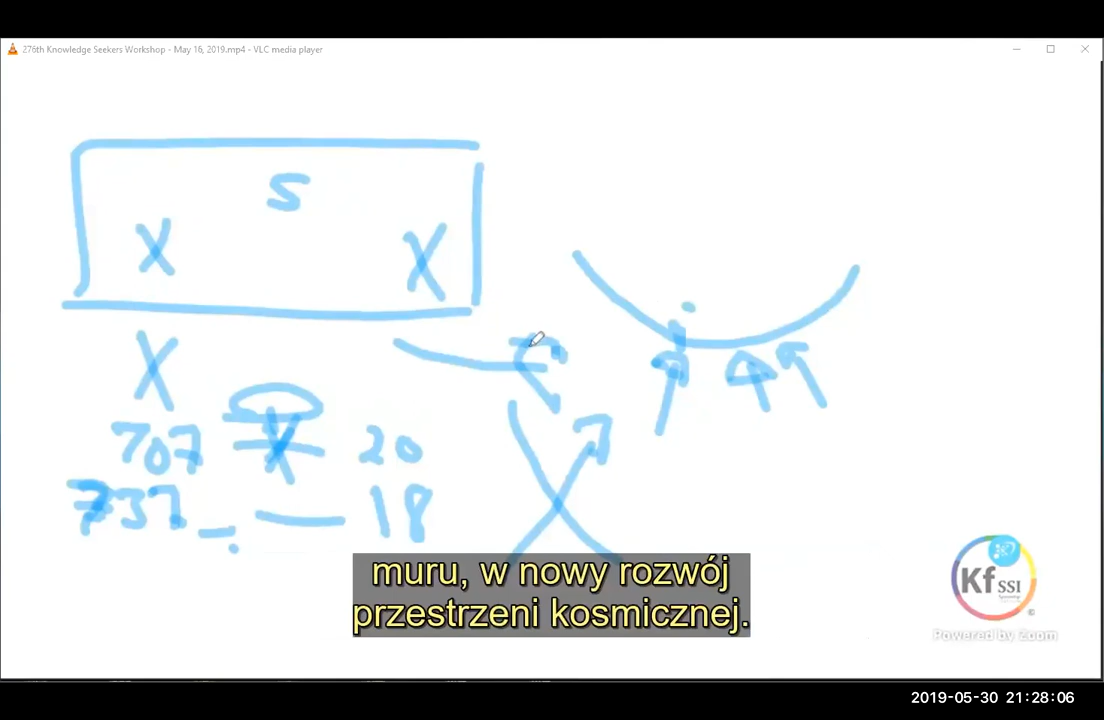 276th Knowledge Seekers Workshop - May 16, 2019.mp4 - VLC media player
S
X X
X
707 X 20
737 18
muru, w nowy rozwój
przestrzeni kosmicznej.
Kf SSI
Powered by Zoom
2019-05-30 21:28:06